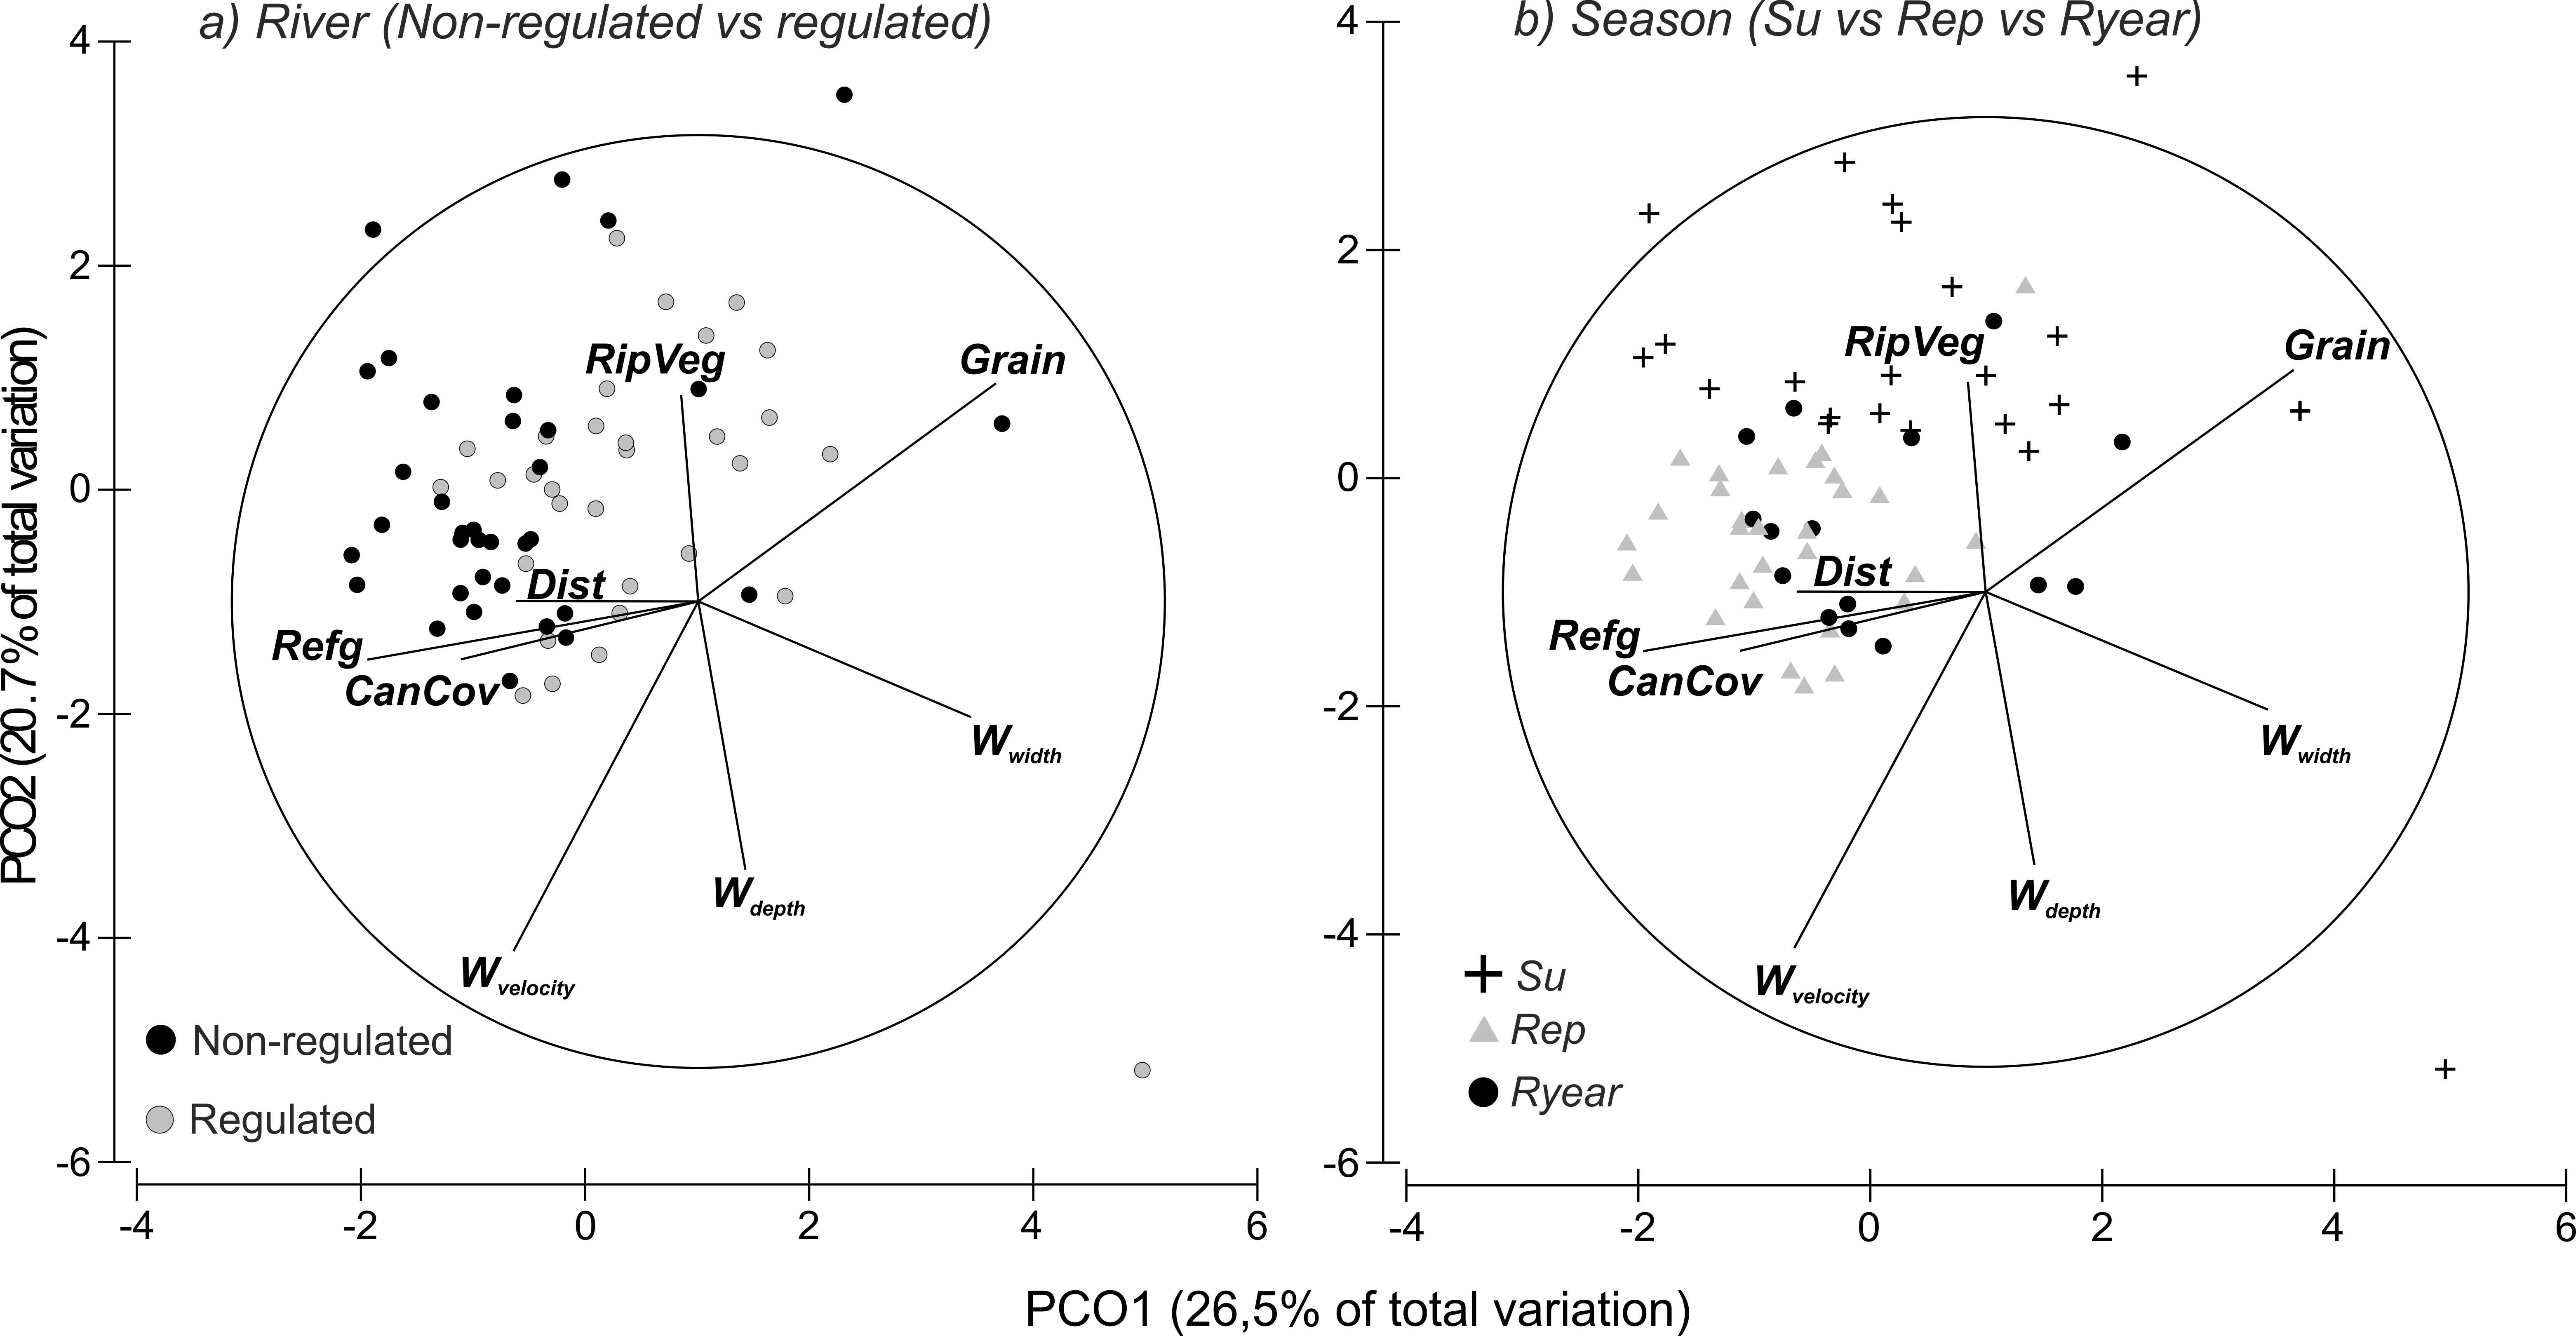 a) River (Non-regulated vs regulated)
4
2
0
-2
-4
-6
PCO2 (20.7% of total variation)
RipVeg
Grain
Dist
Refg
CanCov
Wwidth
Wdepth
Wvelocity
Non-regulated
Regulated
-4 -2 0 2 4 6
b) Season (Su vs Rep vs Ryear)
4
2
0
-2
-4
-6
RipVeg
Grain
Dist
Refg
CanCov
Wwidth
Wdepth
Wvelocity
Su
Rep
Ryear
-4 -2 0 2 4 6
PCO1 (26,5% of total variation)